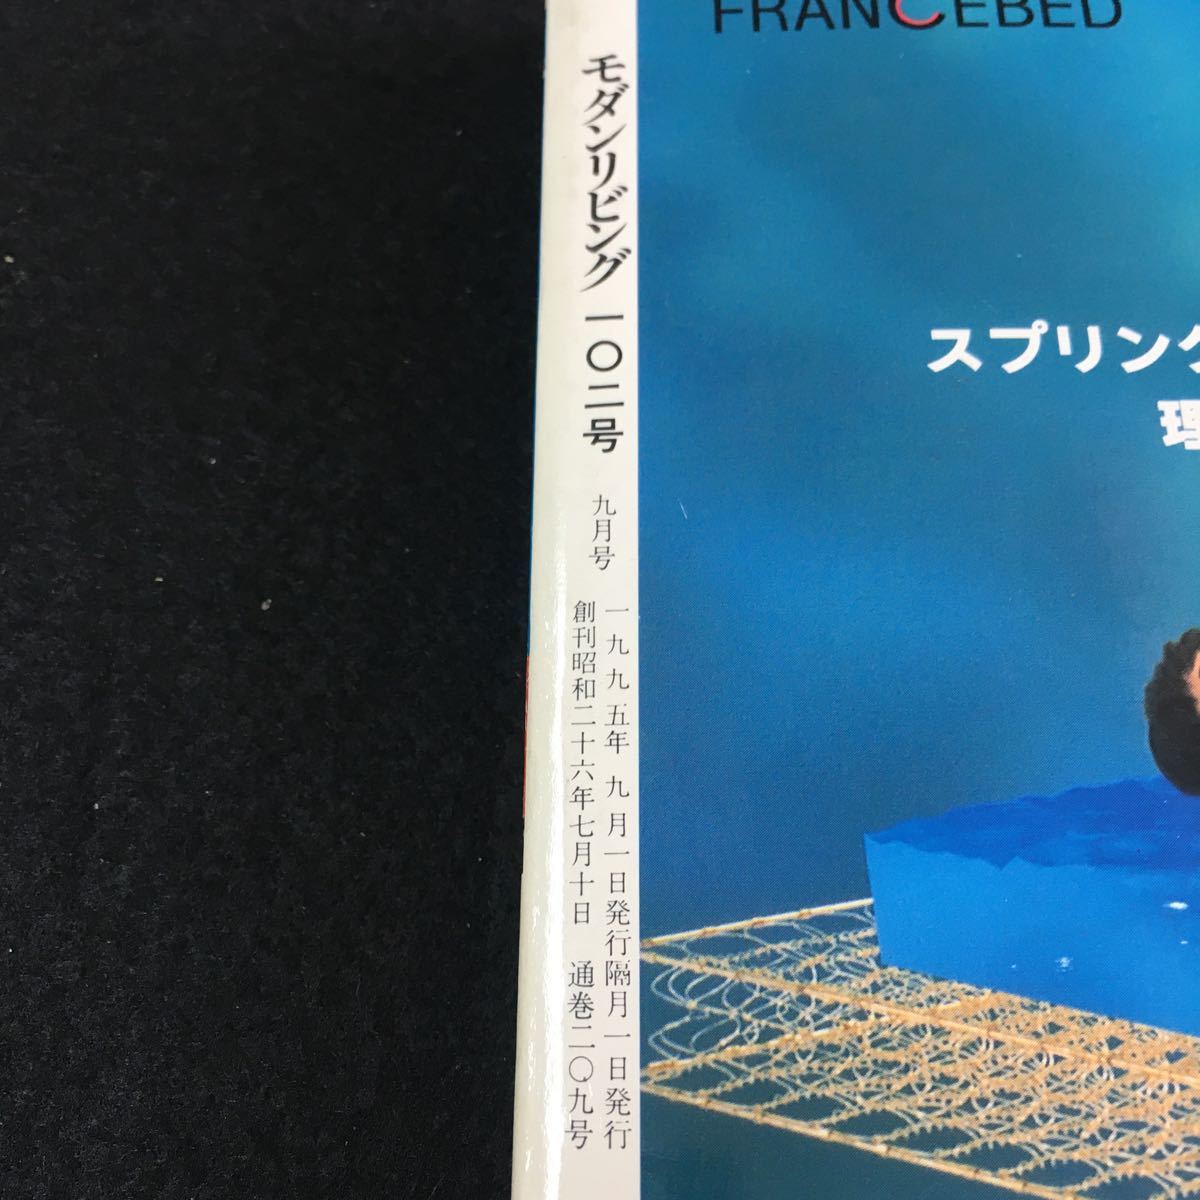 モダンリビング 一〇二号 九月号
一九九五年九月一日発行隔月一日発行
創刊昭和二十六年七月十日 通巻二〇九号
FRANCEBED
スプリング
理